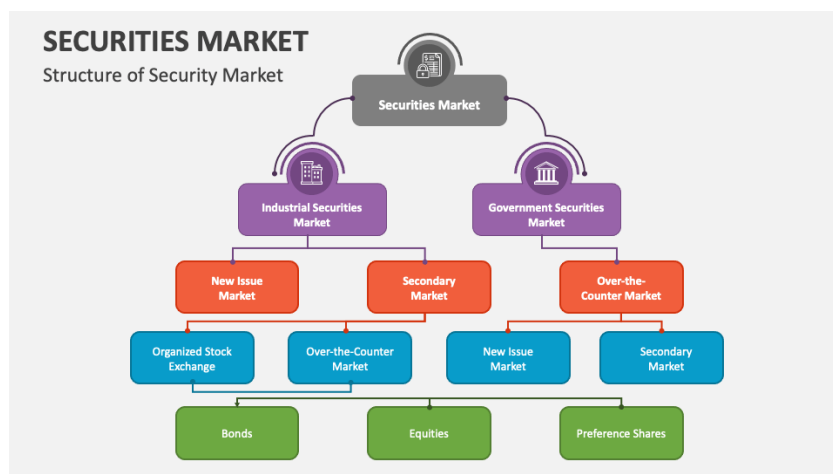 SECURITIES MARKET
Structure of Security Market
Securities Market
Industrial Securities
Market
Government Securities
Market
New Issue
Market
Secondary
Market
Over-the-
Counter Market
Organized Stock
Exchange
Over-the-Counter
Market
New Issue
Market
Secondary
Market
Bonds
Equities
Preference Shares